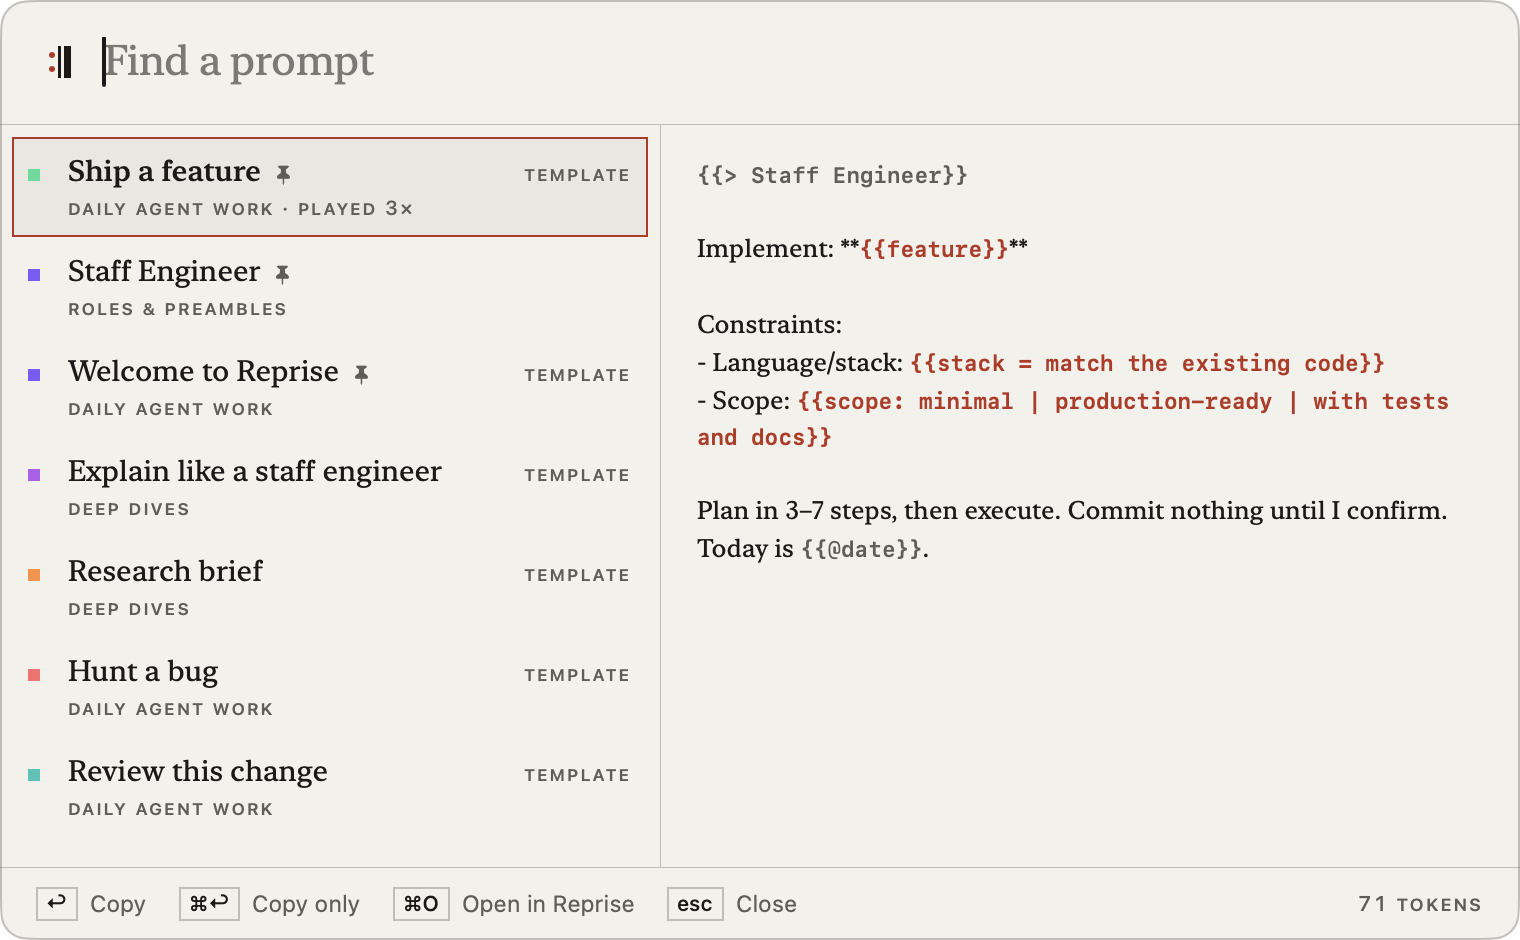 Find a prompt
Ship a feature TEMPLATE
DAILY AGENT WORK · PLAYED 3×
Staff Engineer
ROLES & PREAMBLES
Welcome to Reprise TEMPLATE
DAILY AGENT WORK
Explain like a staff engineer TEMPLATE
DEEP DIVES
Research brief TEMPLATE
DEEP DIVES
Hunt a bug TEMPLATE
DAILY AGENT WORK
Review this change TEMPLATE
DAILY AGENT WORK
{{> Staff Engineer}}
Implement: **{{feature}}**
Constraints:
- Language/stack: {{stack = match the existing code}}
- Scope: {{scope: minimal | production-ready | with tests
and docs}}
Plan in 3–7 steps, then execute. Commit nothing until I confirm.
Today is {{@date}}.
↩ Copy ⌘↩ Copy only ⌘O Open in Reprise esc Close 71 TOKENS